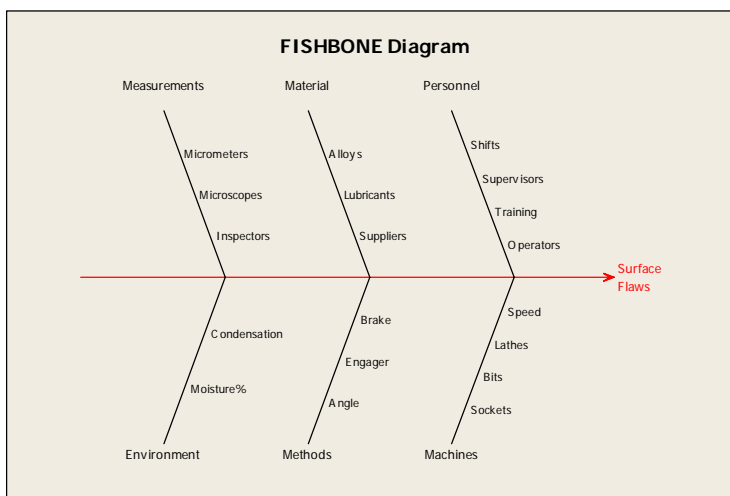 FISHBONE Diagram
Measurements
Material
Personnel
Micrometers
Microscopes
Inspectors
Alloys
Lubricants
Suppliers
Shifts
Supervisors
Training
Operators
Surface
Flaws
Condensation
Moisture%
Brake
Engager
Angle
Speed
Lathes
Bits
Sockets
Environment
Methods
Machines